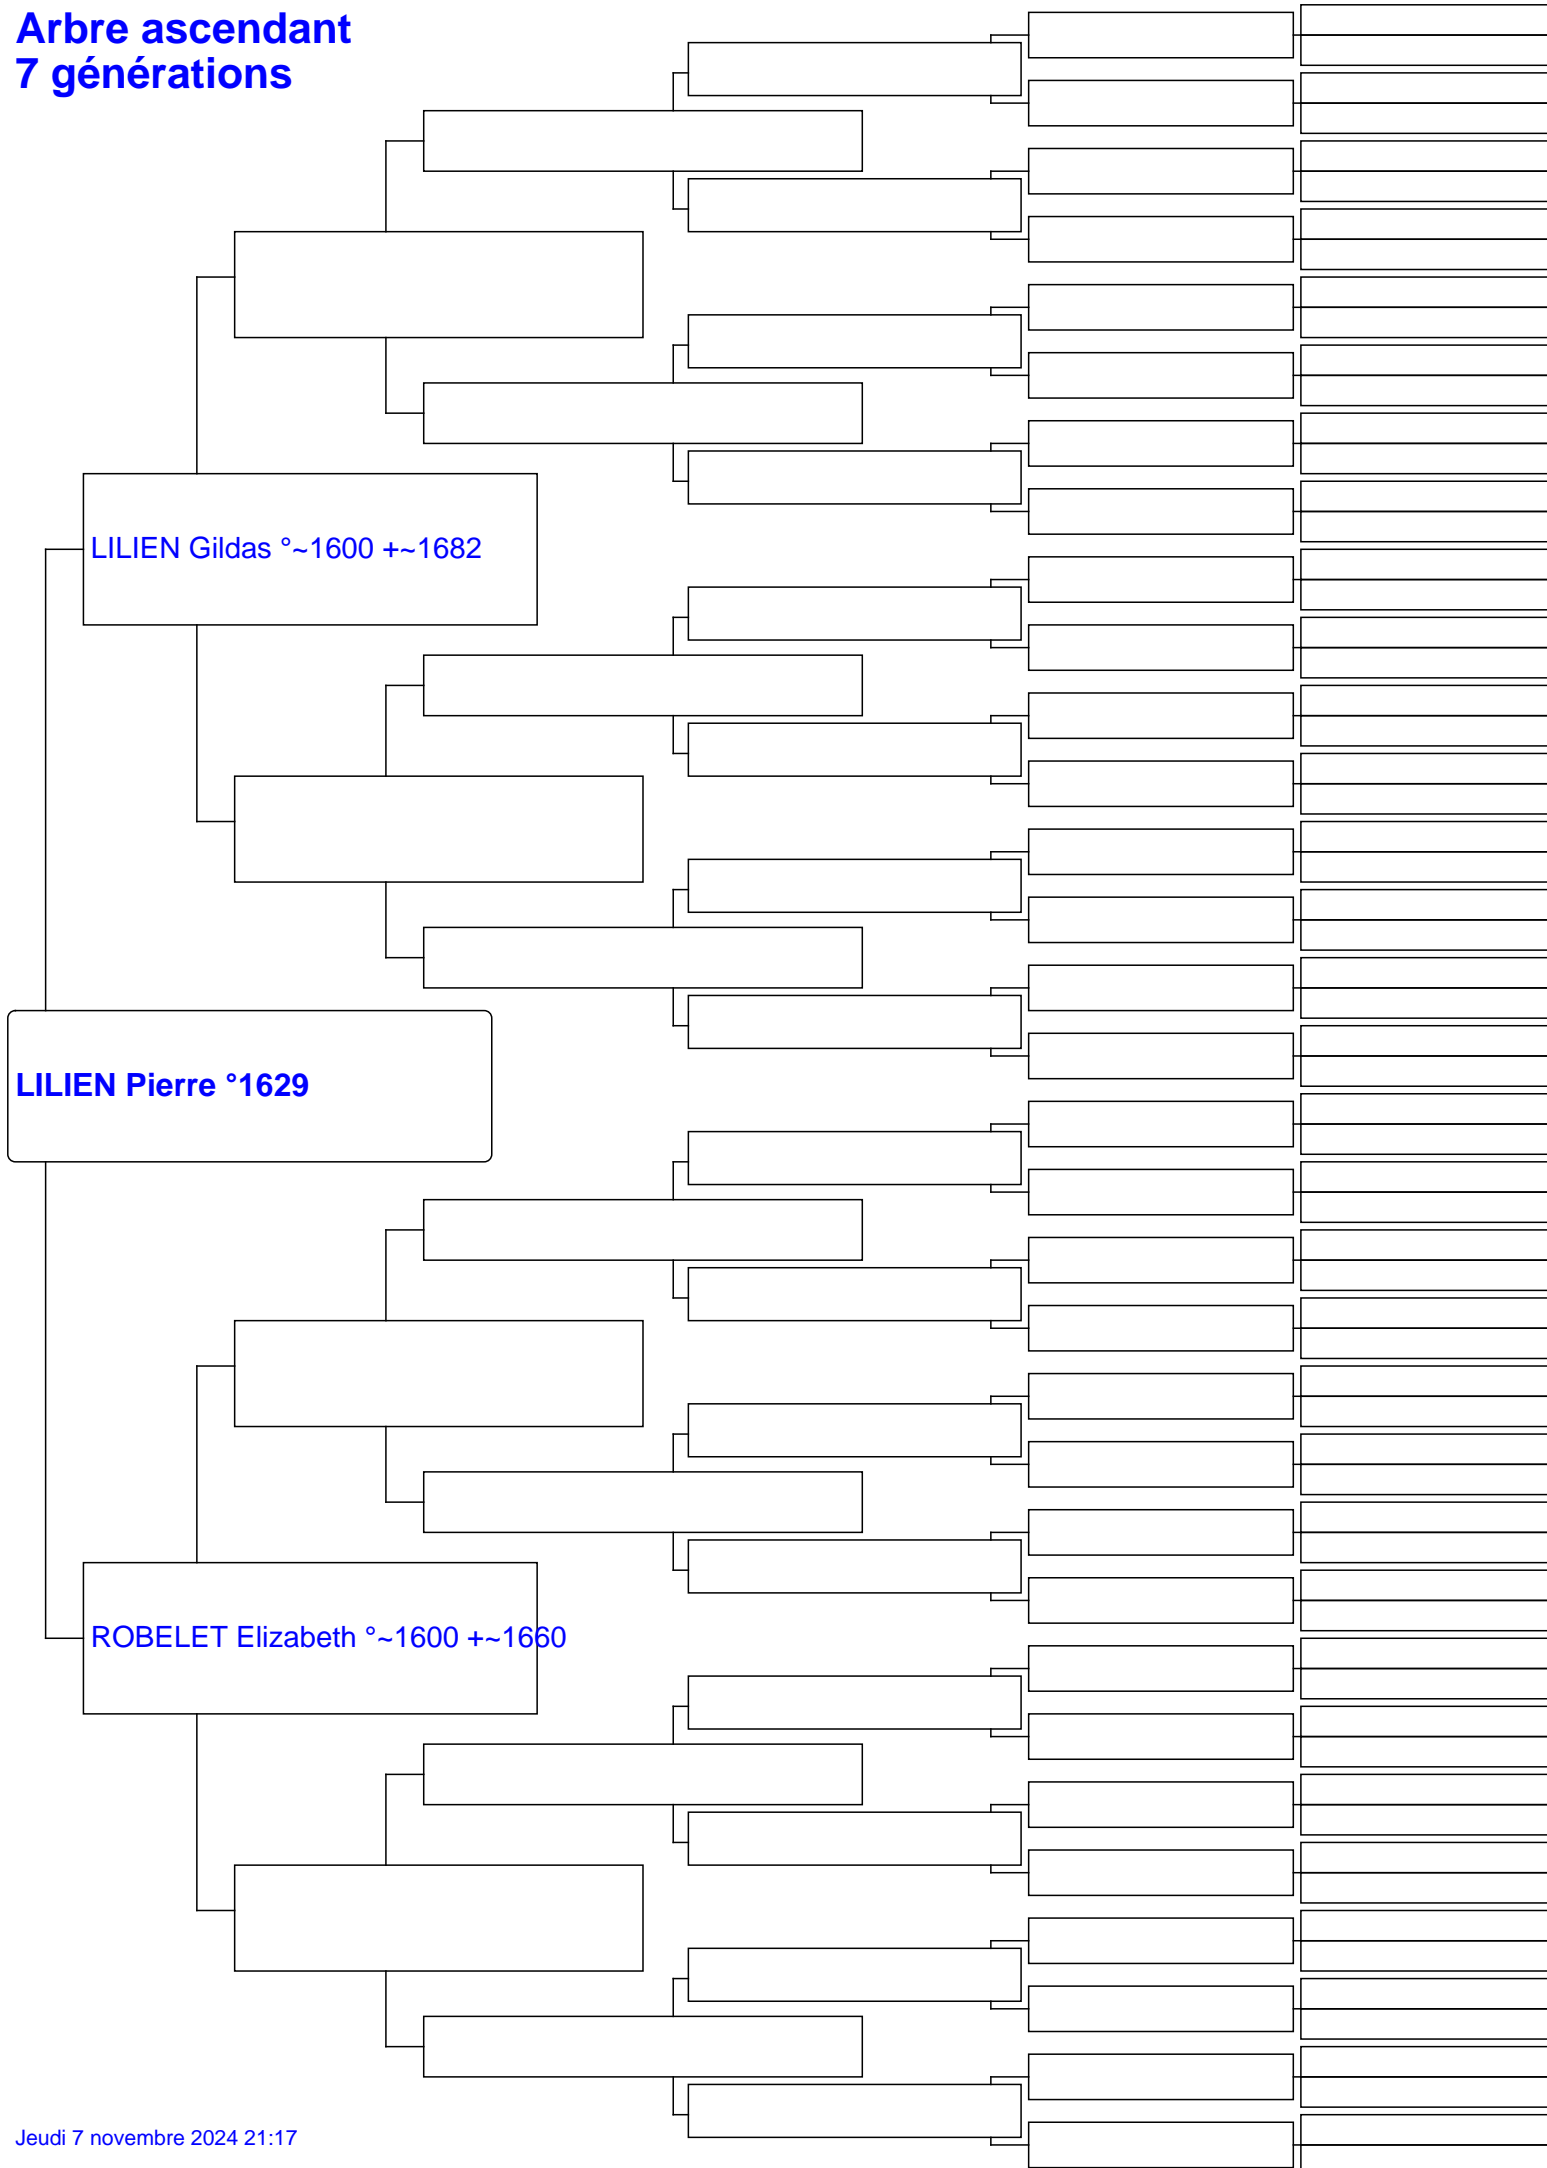 Arbre ascendant
7 générations
LILIEN Gildas °~1600 +~1682
LILIEN Pierre °1629
ROBELET Elizabeth °~1600 +~1660
Jeudi 7 novembre 2024 21:17